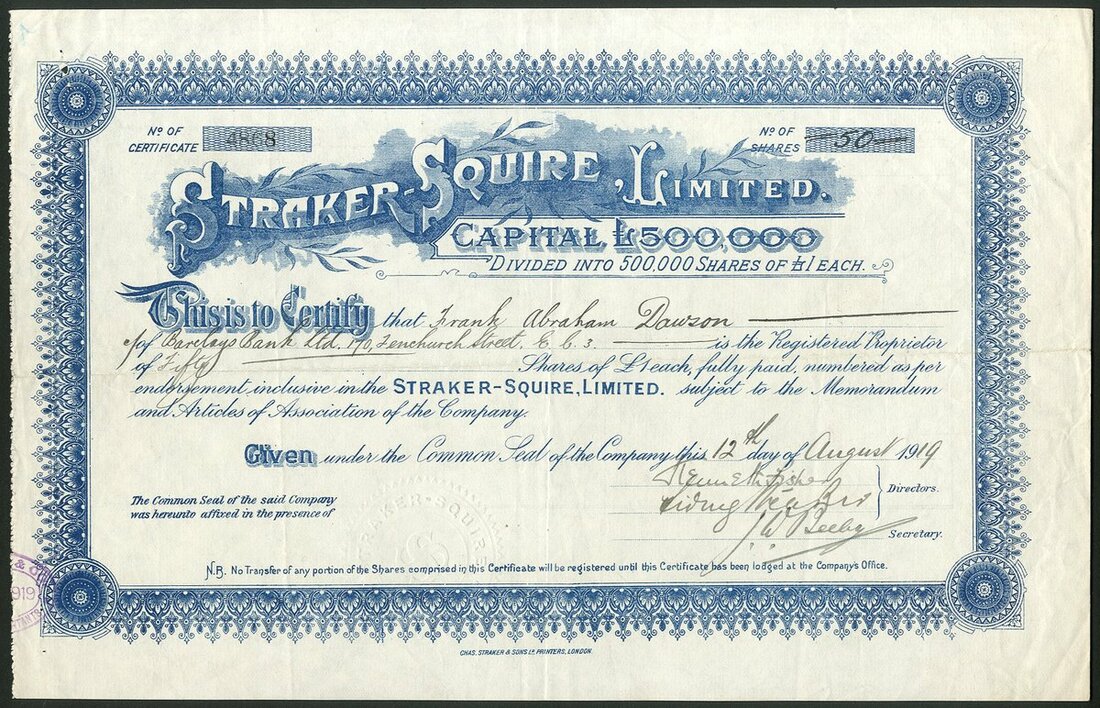 Nº OF CERTIFICATE 4868
Nº OF SHARES 50
STRAKER-SQUIRE, LIMITED.
CAPITAL, £500,000
DIVIDED INTO 500,000 SHARES OF £1 EACH.
This is to Certify that Frank Abraham Dawson
c/o of Barclays Bank Ltd. 170, Fenchurch Street. E.C.3. is the Registered Proprietor
of Fifty Shares of £1 each, fully paid, numbered as per
endorsement, inclusive in the STRAKER-SQUIRE, LIMITED. subject to the Memorandum
and Articles of Association of the Company.
Given under the Common Seal of the Company this 12th day of August 1919
Kenneth Fisher
Directors.
The Common Seal of the said Company
was hereunto affixed in the presence of
STRAKER-SQUIRE
Secretary.
N.B. No Transfer of any portion of the Shares comprised in this Certificate will be registered until this Certificate has been lodged at the Company's Office.
1919
CHAS. STRAKER & SONS LD. PRINTERS, LONDON.